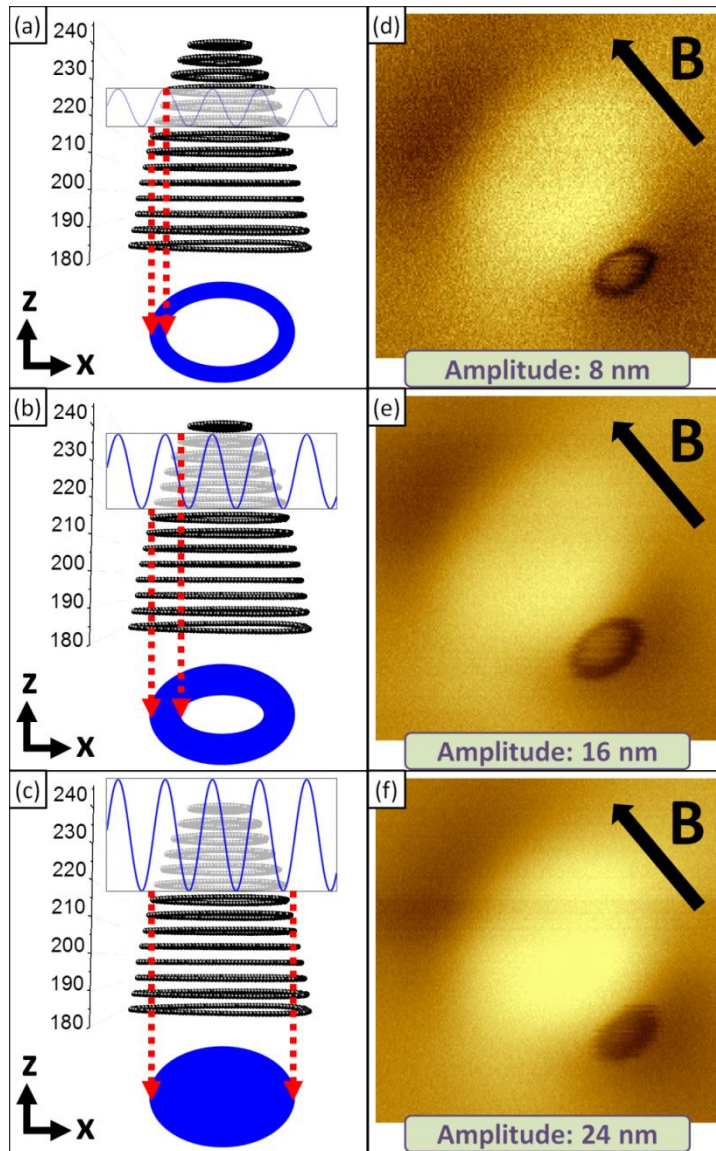 (a)
240
230
220
210
200
190
180
z
x
(d)
B
Amplitude: 8 nm
(b)
240
230
220
210
200
190
180
z
x
(e)
B
Amplitude: 16 nm
(c)
240
230
220
210
200
190
180
z
x
(f)
B
Amplitude: 24 nm